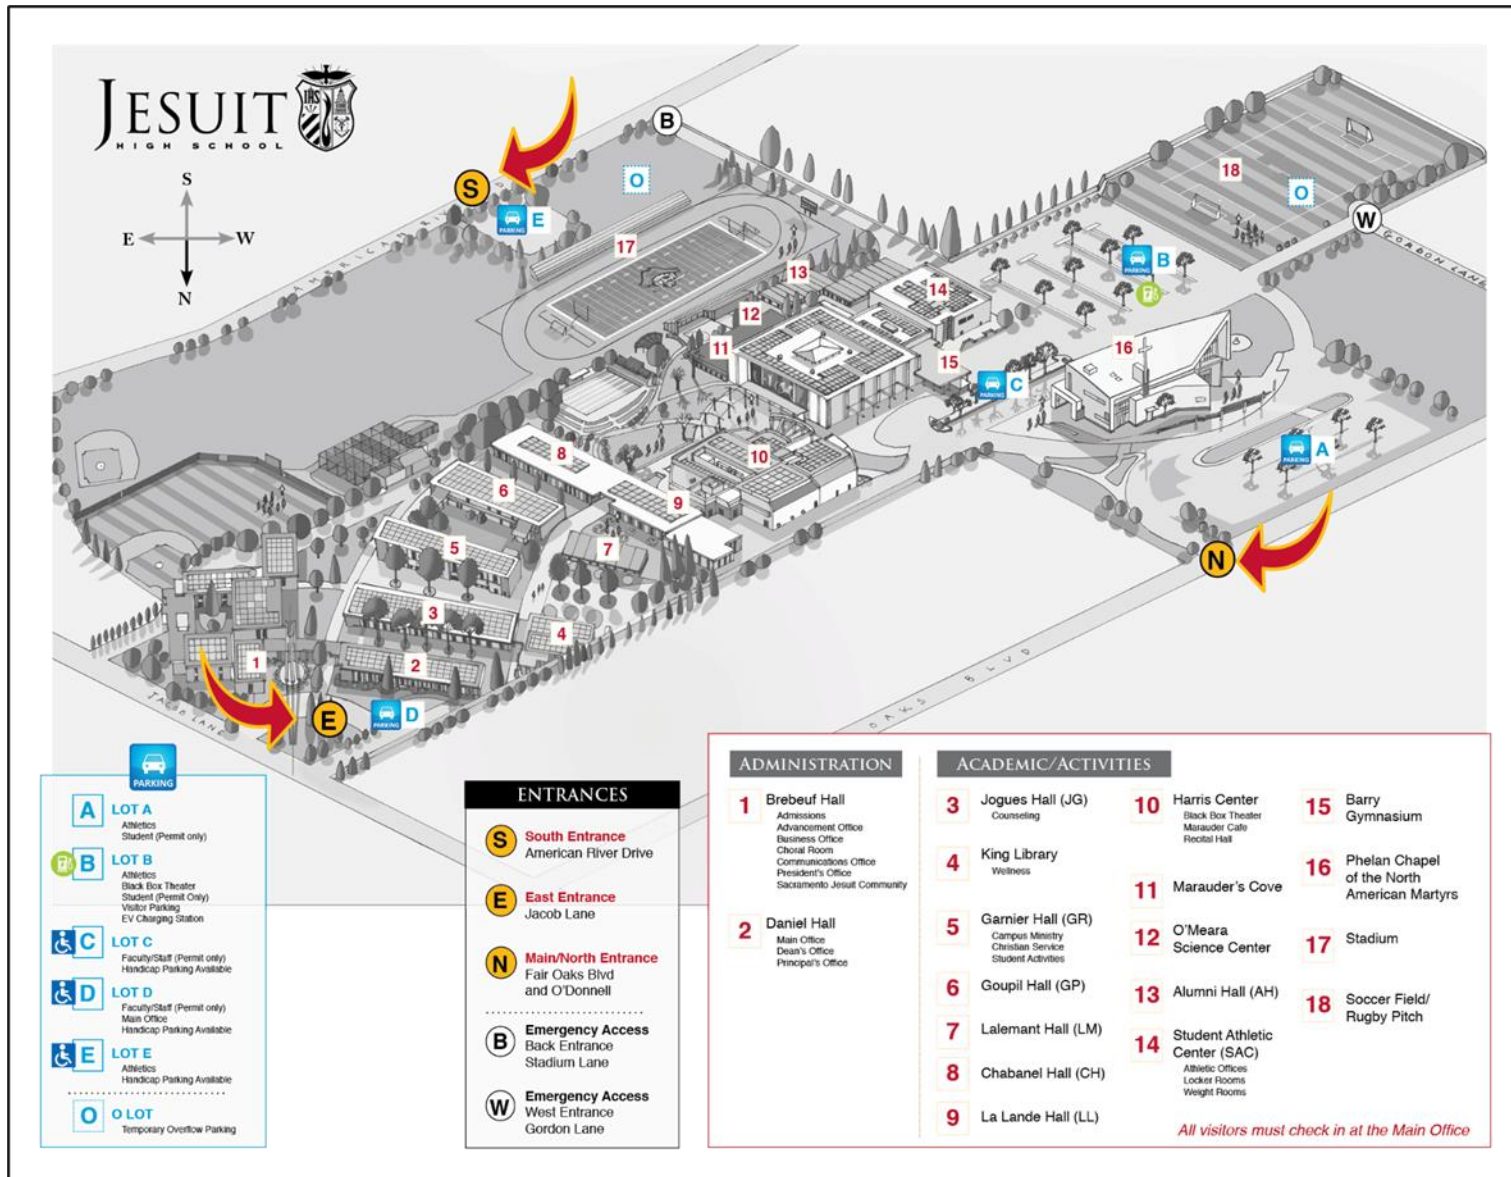 JESUIT
HIGH SCHOOL
IHS
S
E
W
N
B
S
O
PARKING
E
AMERICAN RIV
17
18
O
W
GORDON LANE
PARKING
B
13
14
12
11
15
16
PARKING
C
PARKING
A
8
10
6
9
5
7
N
3
4
1
2
E
PARKING
D
JACOB LANE
OAKS BLVD
PARKING
A
LOT A
Athletics
Student (Permit only)
B
LOT B
Athletics
Black Box Theater
Student (Permit Only)
Visitor Parking
EV Charging Station
C
LOT C
Faculty/Staff (Permit only)
Handicap Parking Available
D
LOT D
Faculty/Staff (Permit only)
Main Office
Handicap Parking Available
E
LOT E
Athletics
Handicap Parking Available
O
O LOT
Temporary Overflow Parking
ENTRANCES
S
South Entrance
American River Drive
E
East Entrance
Jacob Lane
N
Main/North Entrance
Fair Oaks Blvd
and O'Donnell
B
Emergency Access
Back Entrance
Stadium Lane
W
Emergency Access
West Entrance
Gordon Lane
ADMINISTRATION
1
Brebeuf Hall
Admissions
Advancement Office
Business Office
Choral Room
Communications Office
President's Office
Sacramento Jesuit Community
2
Daniel Hall
Main Office
Dean's Office
Principal's Office
ACADEMIC/ACTIVITIES
3
Jogues Hall (JG)
Counseling
4
King Library
Wellness
5
Garnier Hall (GR)
Campus Ministry
Christian Service
Student Activities
6
Goupil Hall (GP)
7
Lalemant Hall (LM)
8
Chabanel Hall (CH)
9
La Lande Hall (LL)
10
Harris Center
Black Box Theater
Marauder Cafe
Recital Hall
11
Marauder's Cove
12
O'Meara
Science Center
13
Alumni Hall (AH)
14
Student Athletic
Center (SAC)
Athletic Offices
Locker Rooms
Weight Rooms
15
Barry
Gymnasium
16
Phelan Chapel
of the North
American Martyrs
17
Stadium
18
Soccer Field/
Rugby Pitch
All visitors must check in at the Main Office